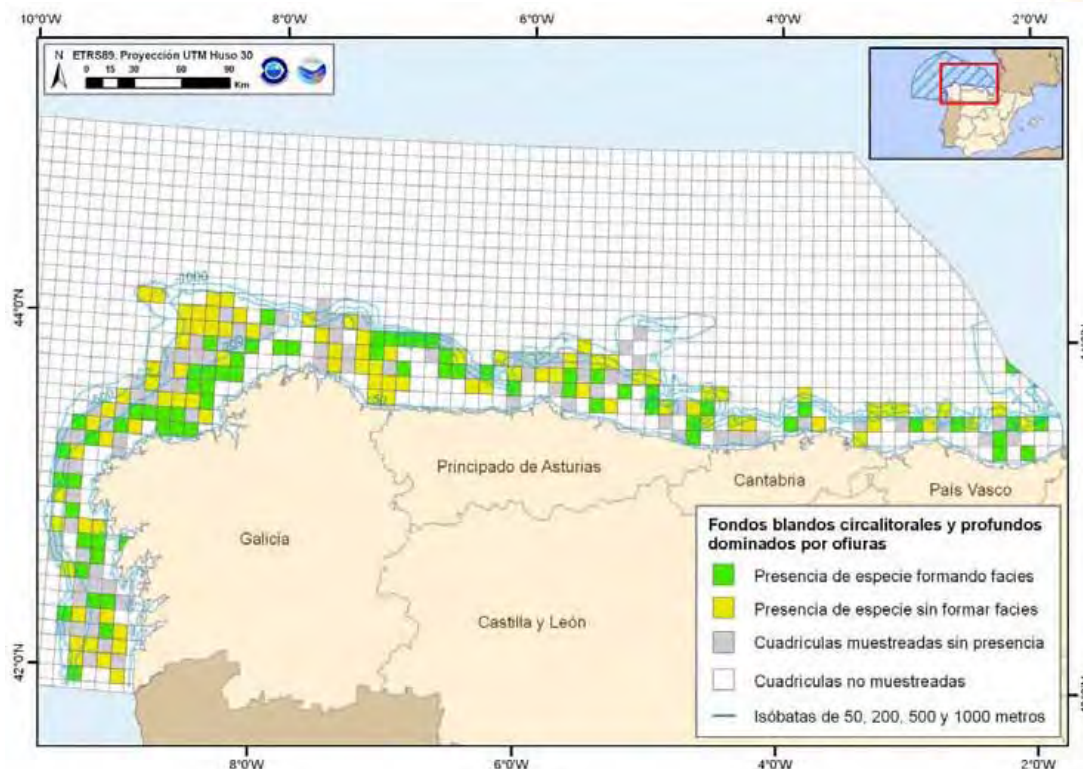 10°0'W 8°0'W 6°0'W 4°0'W 2°0'W
N ETRS89. Proyección UTM Huso 30
0 15 30 60 90
Km
-1000
44°0'N
Principado de Asturias
Cantabria
País Vasco
Galicia
Castilla y León
42°0'N
Fondos blandos circalitorales y profundos
dominados por ofiuras
Presencia de especie formando facies
Presencia de especie sin formar facies
Cuadriculas muestreadas sin presencia
Cuadriculas no muestreadas
Isóbatas de 50, 200, 500 y 1000 metros
8°0'W 6°0'W 4°0'W 2°0'W